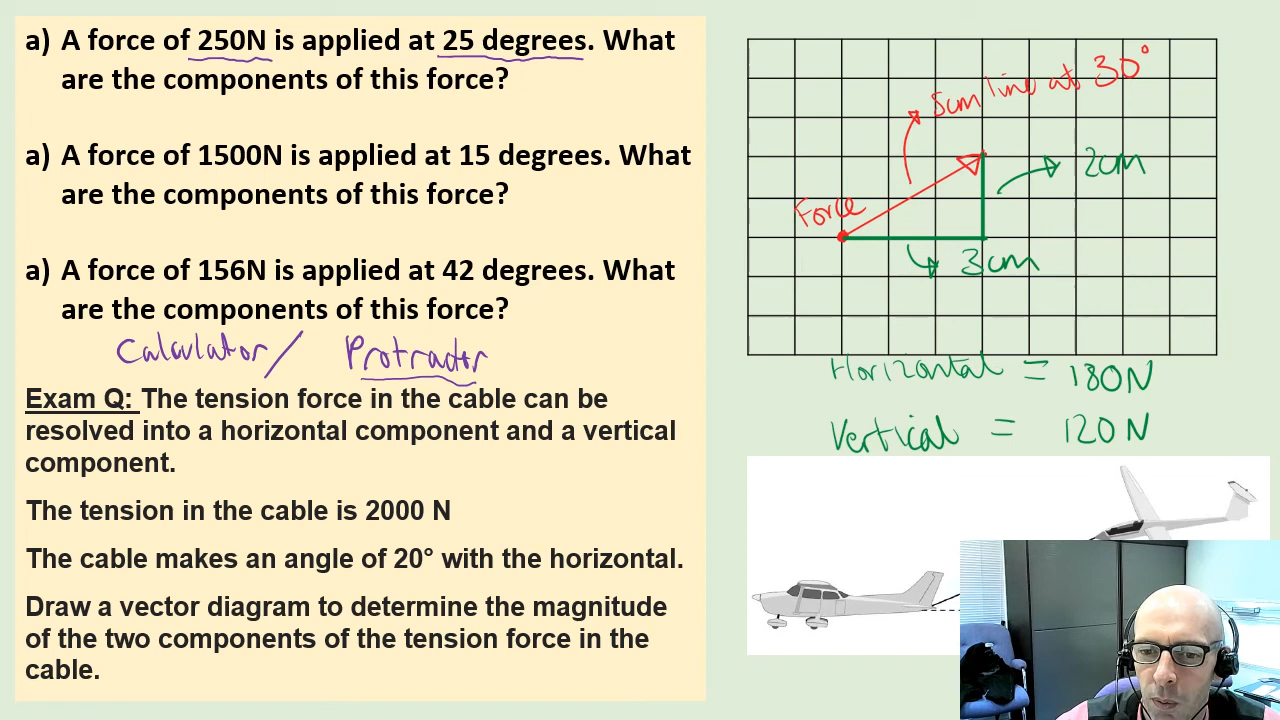 a) A force of 250N is applied at 25 degrees. What
are the components of this force?
a) A force of 1500N is applied at 15 degrees. What
are the components of this force?
a) A force of 156N is applied at 42 degrees. What
are the components of this force?
Calculator/ Protractor
Exam Q: The tension force in the cable can be
resolved into a horizontal component and a vertical
component.
The tension in the cable is 2000 N
The cable makes an angle of 20° with the horizontal.
Draw a vector diagram to determine the magnitude
of the two components of the tension force in the
cable.
5cm line at 30°
Force
2cm
3cm
Horizontal = 180N
Vertical = 120N